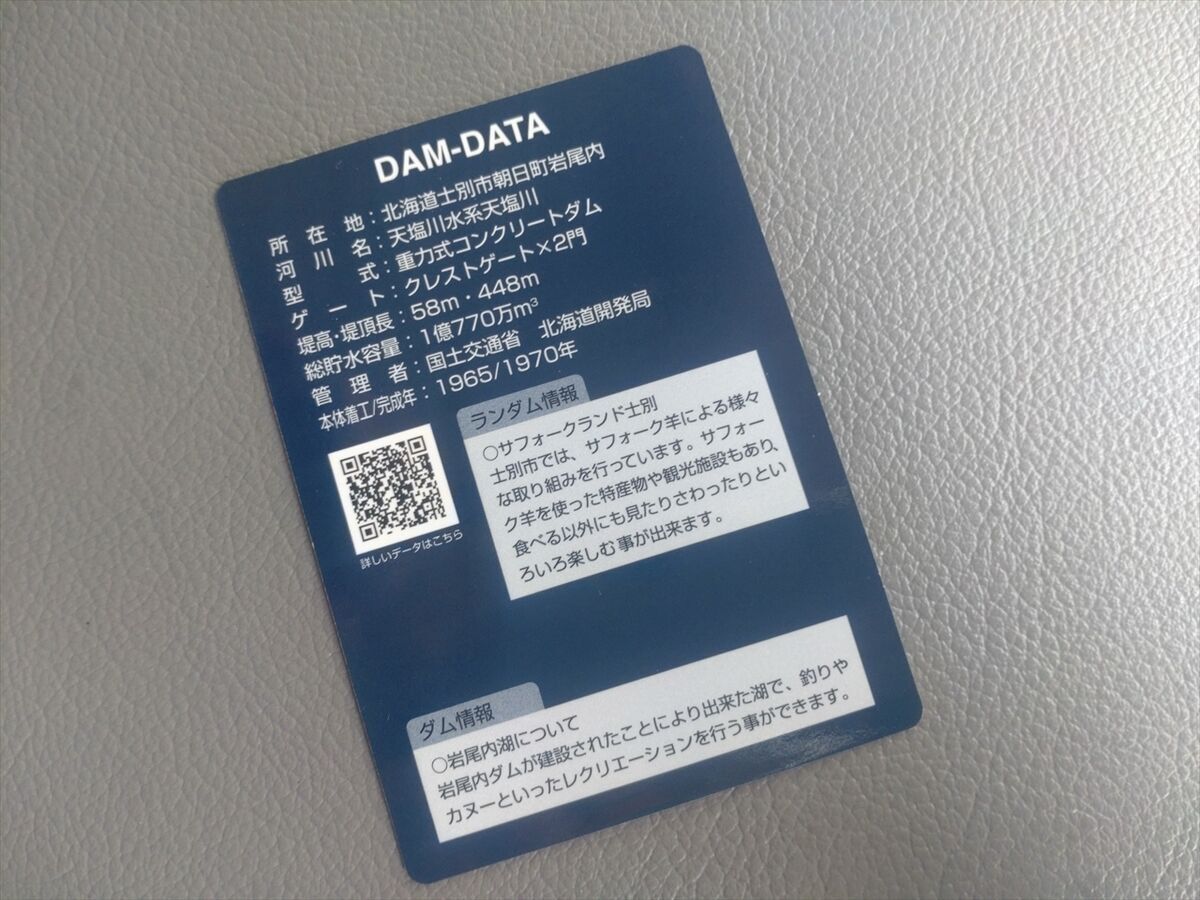 DAM-DATA
所在地：北海道士別市朝日町岩尾内
河川名：天塩川水系天塩川
型式：重力式コンクリートダム
ゲート：クレストゲート×2門
堤高・堤頂長：58m・448m
総貯水容量：1億770万m³
管理者：国土交通省 北海道開発局
本体着工/完成年：1965/1970年
詳しいデータはこちら
ランダム情報
○サフォークランド士別
士別市では、サフォーク羊による様々
な取り組みを行っています。サフォー
ク羊を使った特産物や観光施設もあり、
食べる以外にも見たりさわったりとい
ろいろ楽しむ事が出来ます。
ダム情報
○岩尾内湖について
岩尾内ダムが建設されたことにより出来た湖で、釣りや
カヌーといったレクリエーションを行う事ができます。